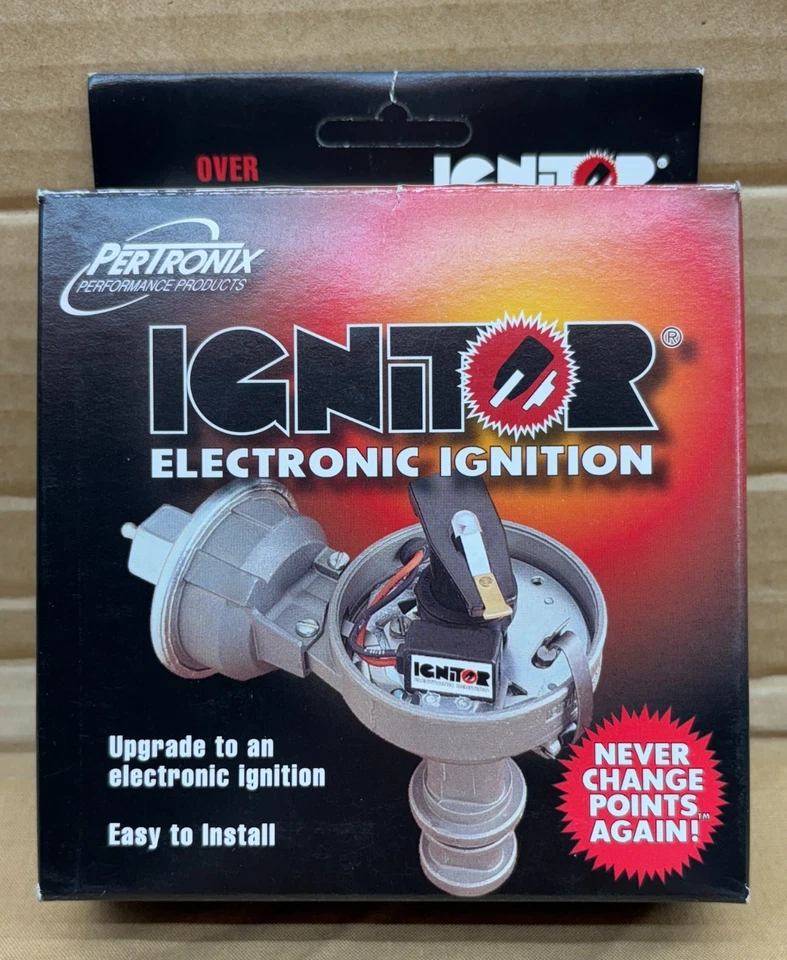 OVER
IGNITOR®
PERTRONIX
PERFORMANCE PRODUCTS
IGNITOR®
ELECTRONIC IGNITION
IGNITOR
Upgrade to an
electronic ignition
Easy to Install
NEVER
CHANGE
POINTS
AGAIN!™